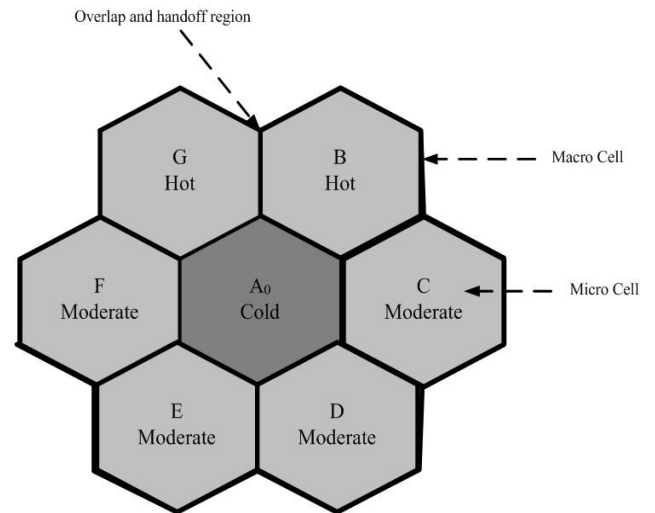 Overlap and handoff region
G
Hot
B
Hot
Macro Cell
F
Moderate
A₀
Cold
C
Moderate
Micro Cell
E
Moderate
D
Moderate